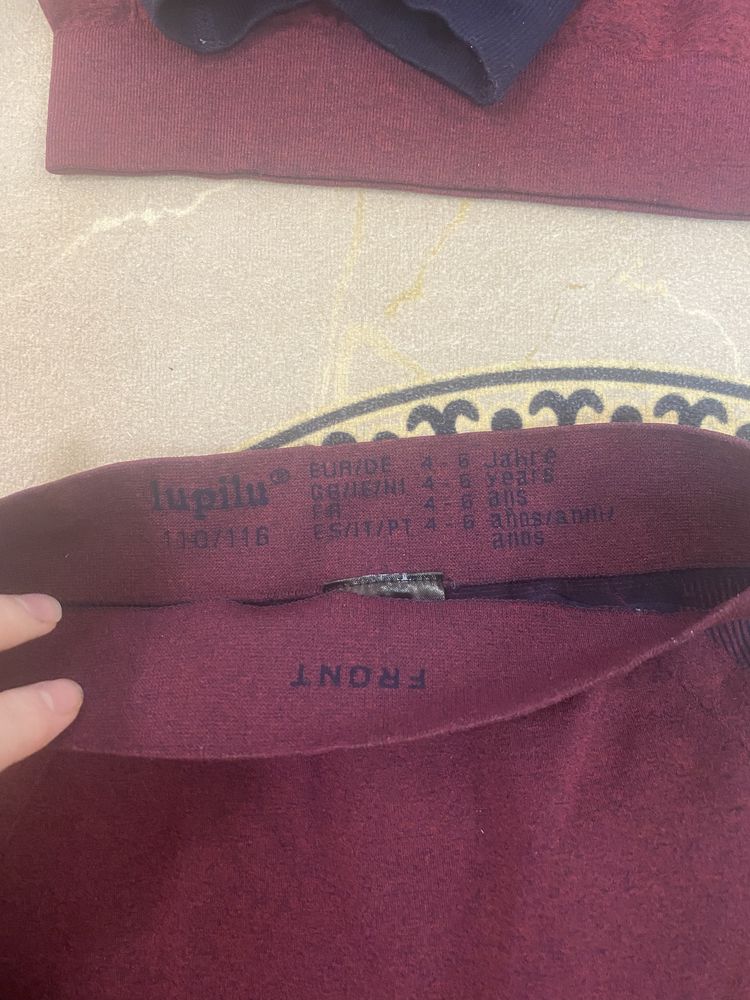 lupilu®
110/116
EUR/DE 4-6 Jahre
GB/IE/NI 4-6 years
FR 4-6 ans
ES/IT/PT 4-6 años/anni/
anos
FRONT